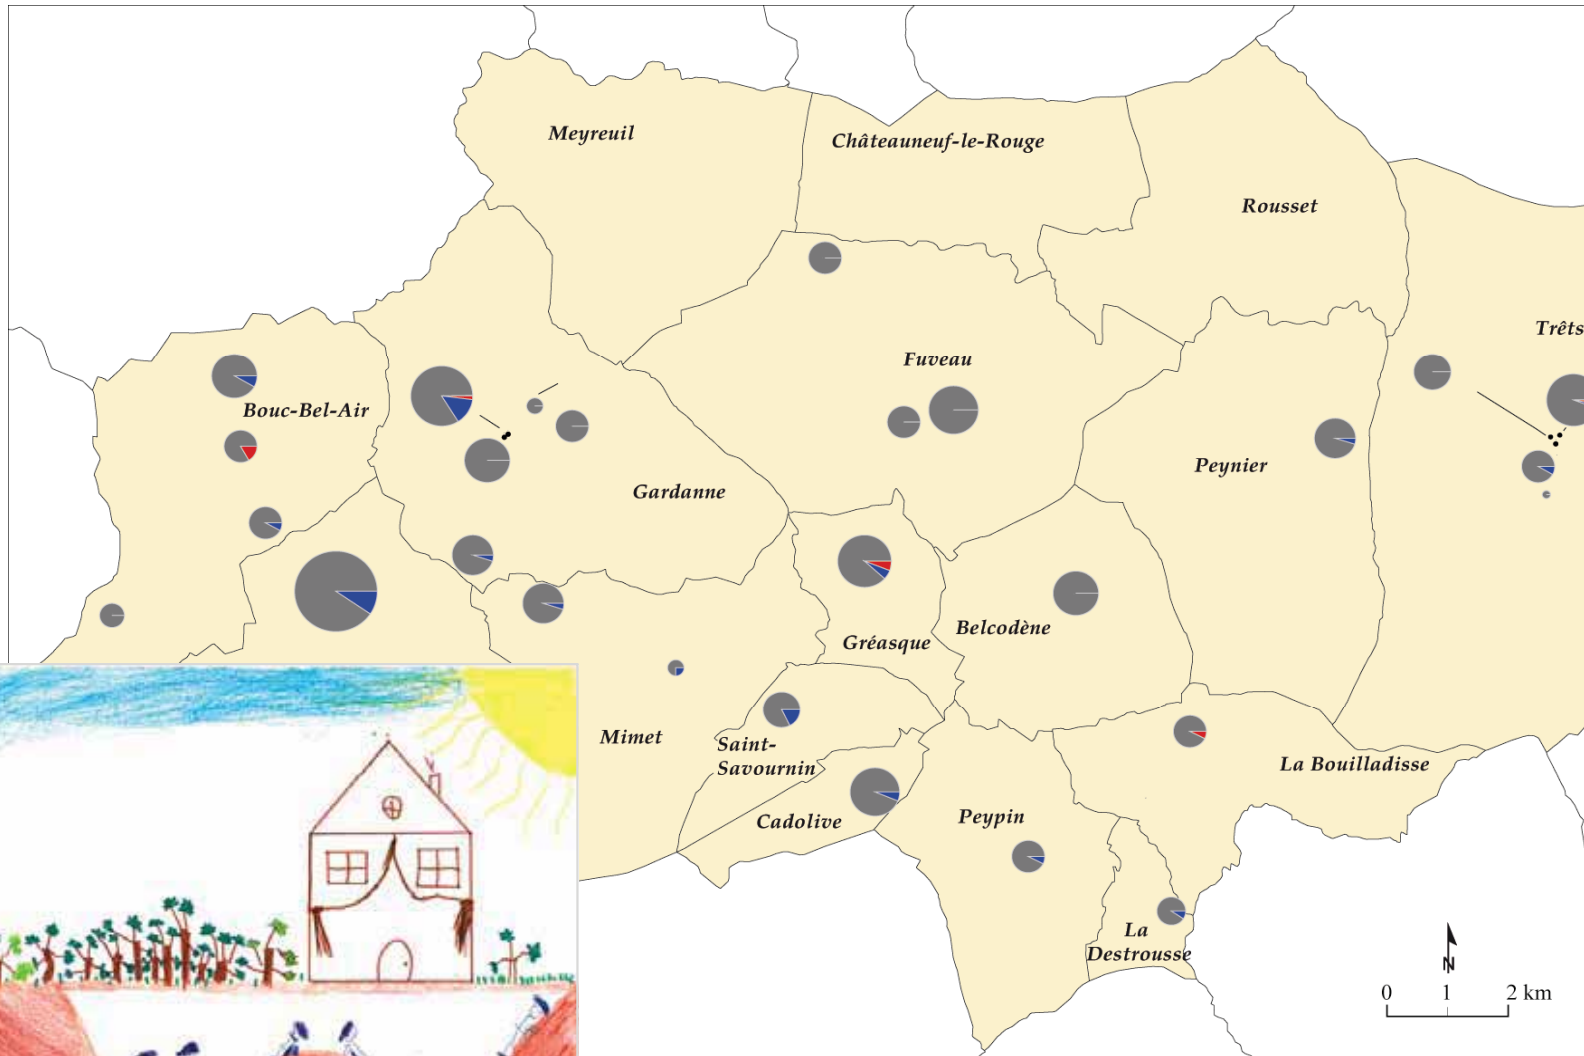 Meyreuil
Châteauneuf-le-Rouge
Rousset
Trêts
Fuveau
Bouc-Bel-Air
Peynier
Gardanne
Belcodène
Gréasque
Mimet
Saint-
Savournin
La Bouilladisse
Cadolive
Peypin
La
Destrousse
N
0 1 2 km